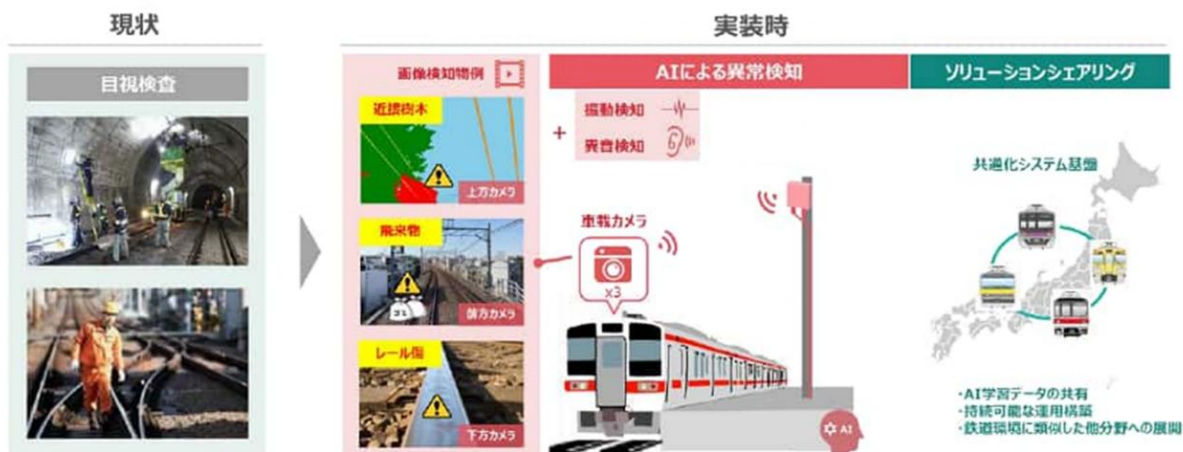 現状
目視検査
実装時
画像検知物例
近接樹木
上方カメラ
飛来物
ゴミ
前方カメラ
レール傷
下方カメラ
AIによる異常検知
+
振動検知
異音検知
車載カメラ
x3
AI
ソリューションシェアリング
共通化システム基盤
・AI学習データの共有
・持続可能な運用構築
・鉄道環境に類似した他分野への展開